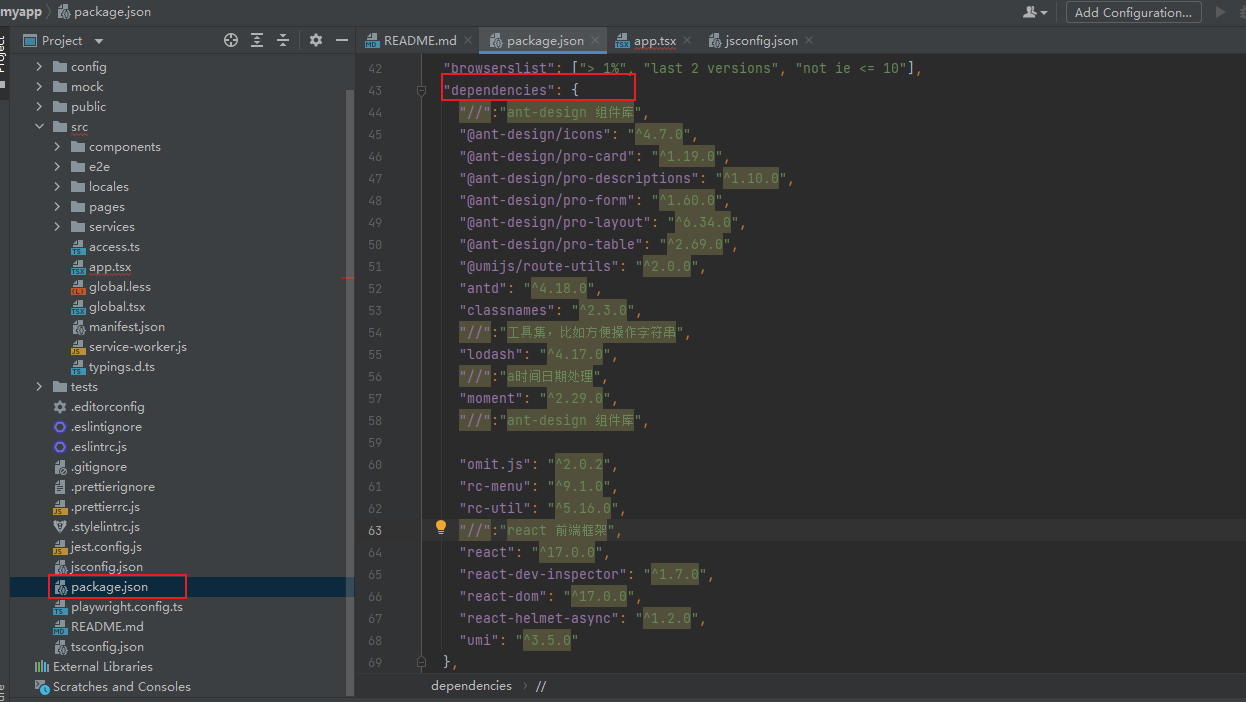 myapp package.json
Add Configuration...
Project
README.md
package.json
app.tsx
jsconfig.json
config
mock
public
src
components
e2e
locales
pages
services
access.ts
app.tsx
global.less
global.tsx
manifest.json
service-worker.js
typings.d.ts
tests
.editorconfig
.eslintignore
.eslintrc.js
.gitignore
.prettierignore
.prettierrc.js
.stylelintrc.js
jest.config.js
jsconfig.json
package.json
playwright.config.ts
README.md
tsconfig.json
External Libraries
Scratches and Consoles
42 "browserslist": ["> 1%", "last 2 versions", "not ie <= 10"],
43 "dependencies": {
44 "//":"ant-design 组件库",
45 "@ant-design/icons": "^4.7.0",
46 "@ant-design/pro-card": "^1.19.0",
47 "@ant-design/pro-descriptions": "^1.10.0",
48 "@ant-design/pro-form": "^1.60.0",
49 "@ant-design/pro-layout": "^6.34.0",
50 "@ant-design/pro-table": "^2.69.0",
51 "@umijs/route-utils": "^2.0.0",
52 "antd": "^4.18.0",
53 "classnames": "^2.3.0",
54 "//":"工具集，比如方便操作字符串",
55 "lodash": "^4.17.0",
56 "//":"a时间日期处理",
57 "moment": "^2.29.0",
58 "//":"ant-design 组件库",
59
60 "omit.js": "^2.0.2",
61 "rc-menu": "^9.1.0",
62 "rc-util": "^5.16.0",
63 "//":"react 前端框架",
64 "react": "^17.0.0",
65 "react-dev-inspector": "^1.7.0",
66 "react-dom": "^17.0.0",
67 "react-helmet-async": "^1.2.0",
68 "umi": "^3.5.0"
69 },
dependencies //